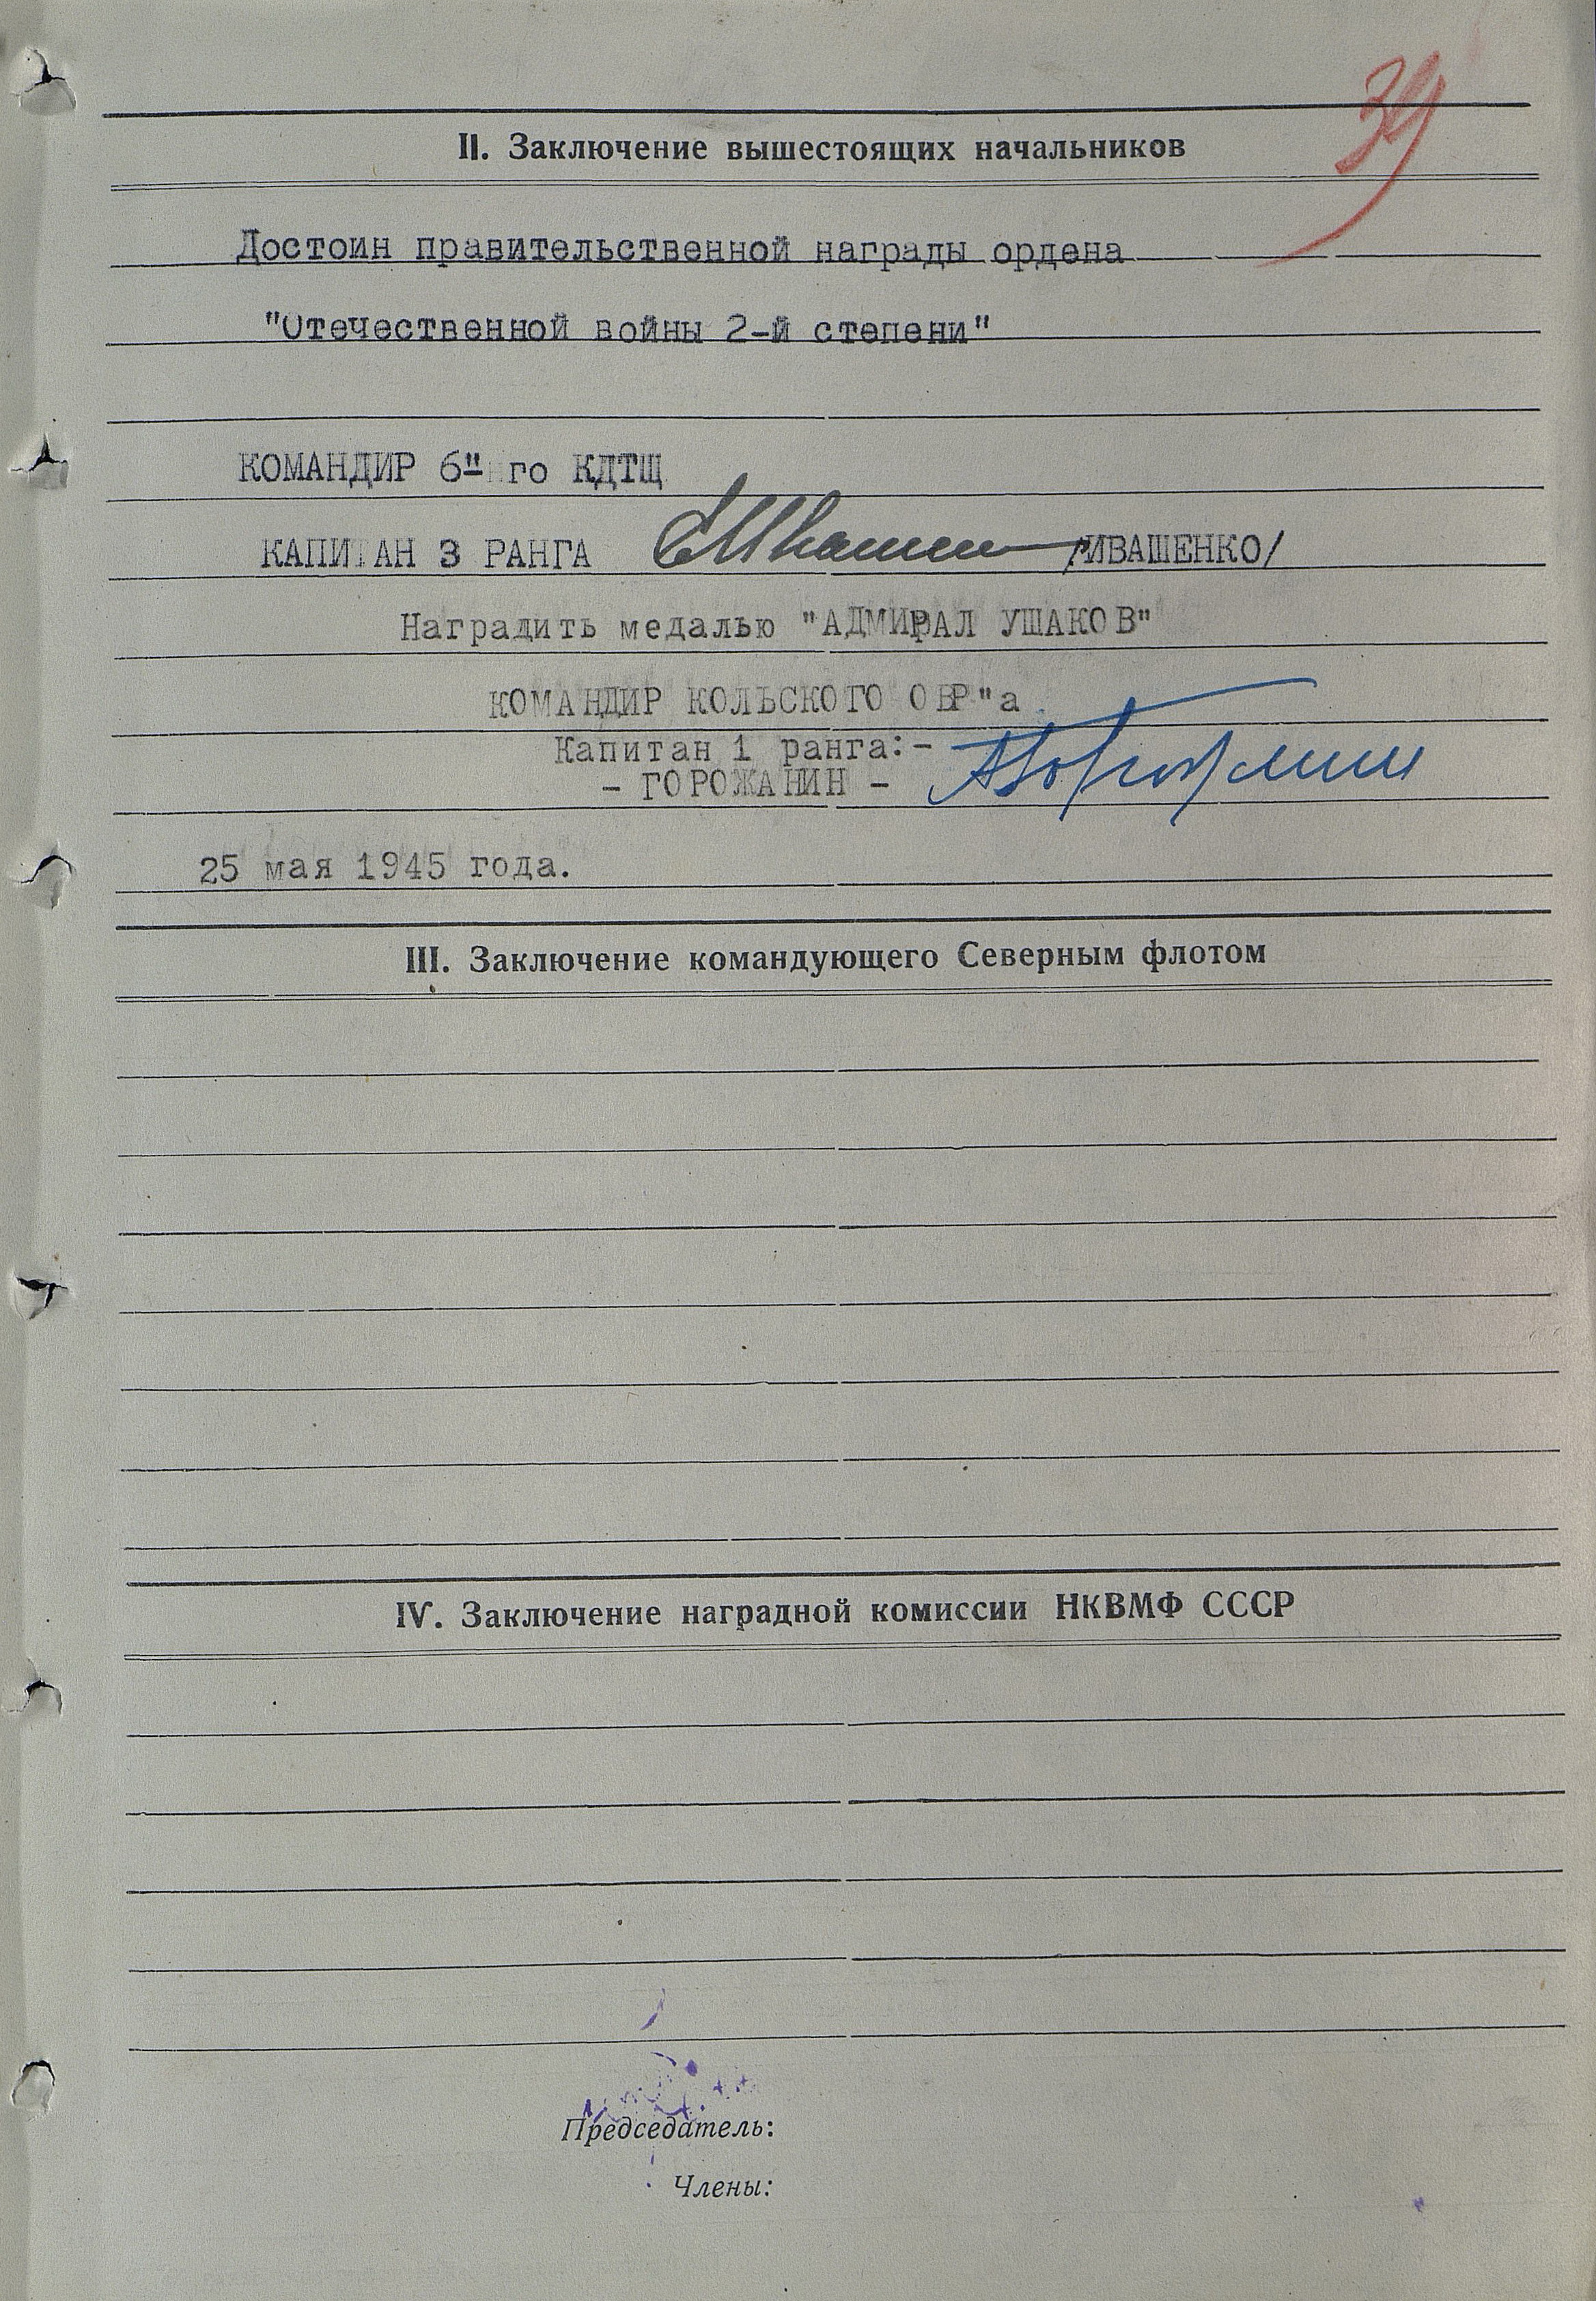 39
II. Заключение вышестоящих начальников
Достоин правительственной награды ордена
"Отечественной войны 2-й степени"
КОМАНДИР 6"го КДТЩ
КАПИТАН 3 РАНГА /ИВАШЕНКО/
Наградить медалью "АДМИРАЛ УШАКОВ"
КОМАНДИР КОЛЬСКОГО ОВР"а
Капитан 1 ранга:-
- ГОРОЖАНИН -
25 мая 1945 года.
III. Заключение командующего Северным флотом
IV. Заключение наградной комиссии НКВМФ СССР
Председатель:
Члены: